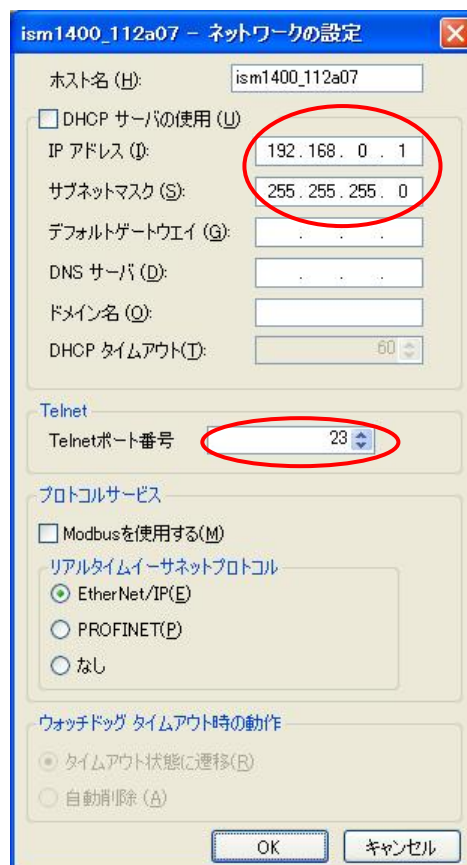 ism1400_112a07 - ネットワークの設定
ホスト名 (H): ism1400_112a07
DHCP サーバの使用 (U)
IP アドレス (I): 192 . 168 . 0 . 1
サブネットマスク (S): 255 . 255 . 255 . 0
デフォルトゲートウエイ (G): . . .
DNS サーバ (D): . . .
ドメイン名 (O):
DHCP タイムアウト(T): 60
Telnet
Telnetポート番号 23
プロトコルサービス
Modbusを使用する(M)
リアルタイムイーサネットプロトコル
EtherNet/IP(E)
PROFINET(P)
なし
ウォッチドッグ タイムアウト時の動作
タイムアウト状態に遷移(R)
自動削除 (A)
OK キャンセル